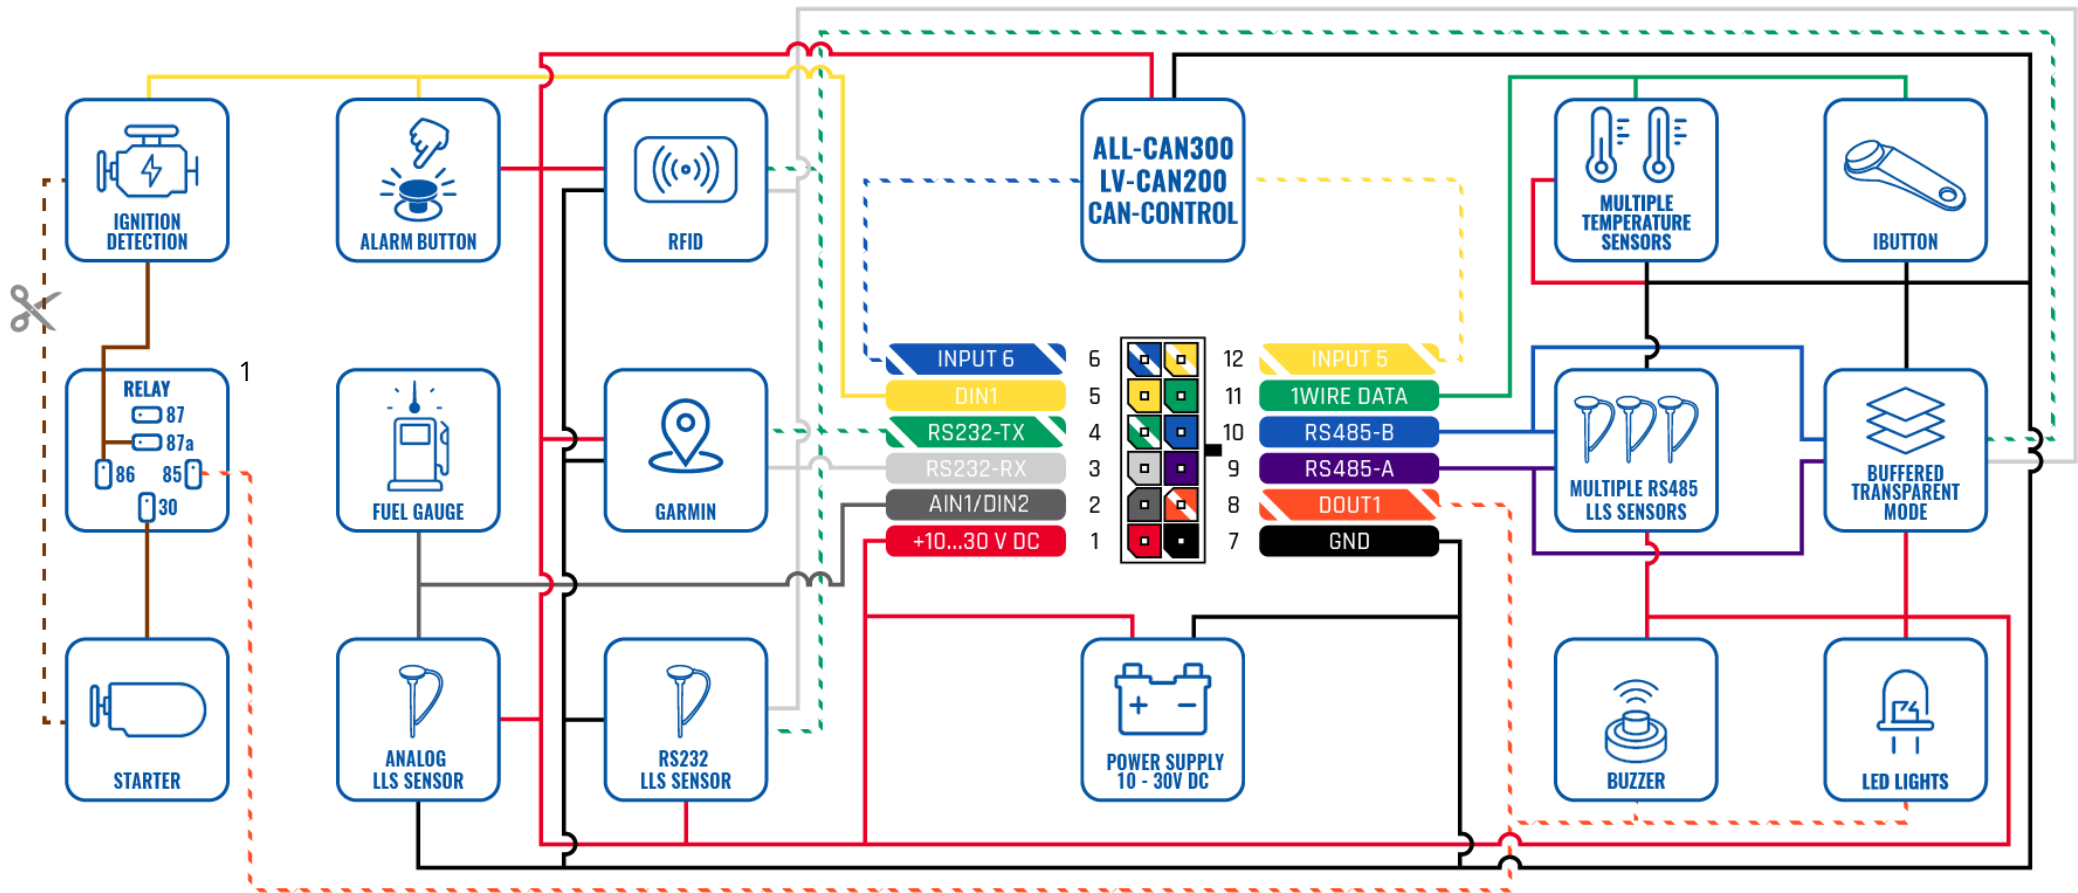 IGNITION
DETECTION
ALARM BUTTON
RFID
ALL-CAN300
LV-CAN200
CAN-CONTROL
MULTIPLE
TEMPERATURE
SENSORS
IBUTTON
RELAY
87
87a
86
85
30
1
FUEL GAUGE
GARMIN
INPUT 6
6
12
INPUT 5
DIN1
5
11
1WIRE DATA
RS232-TX
4
10
RS485-B
RS232-RX
3
9
RS485-A
AIN1/DIN2
2
8
DOUT1
+10...30 V DC
1
7
GND
MULTIPLE RS485
LLS SENSORS
BUFFERED
TRANSPARENT
MODE
STARTER
ANALOG
LLS SENSOR
RS232
LLS SENSOR
+ −
POWER SUPPLY
10 - 30V DC
BUZZER
LED LIGHTS